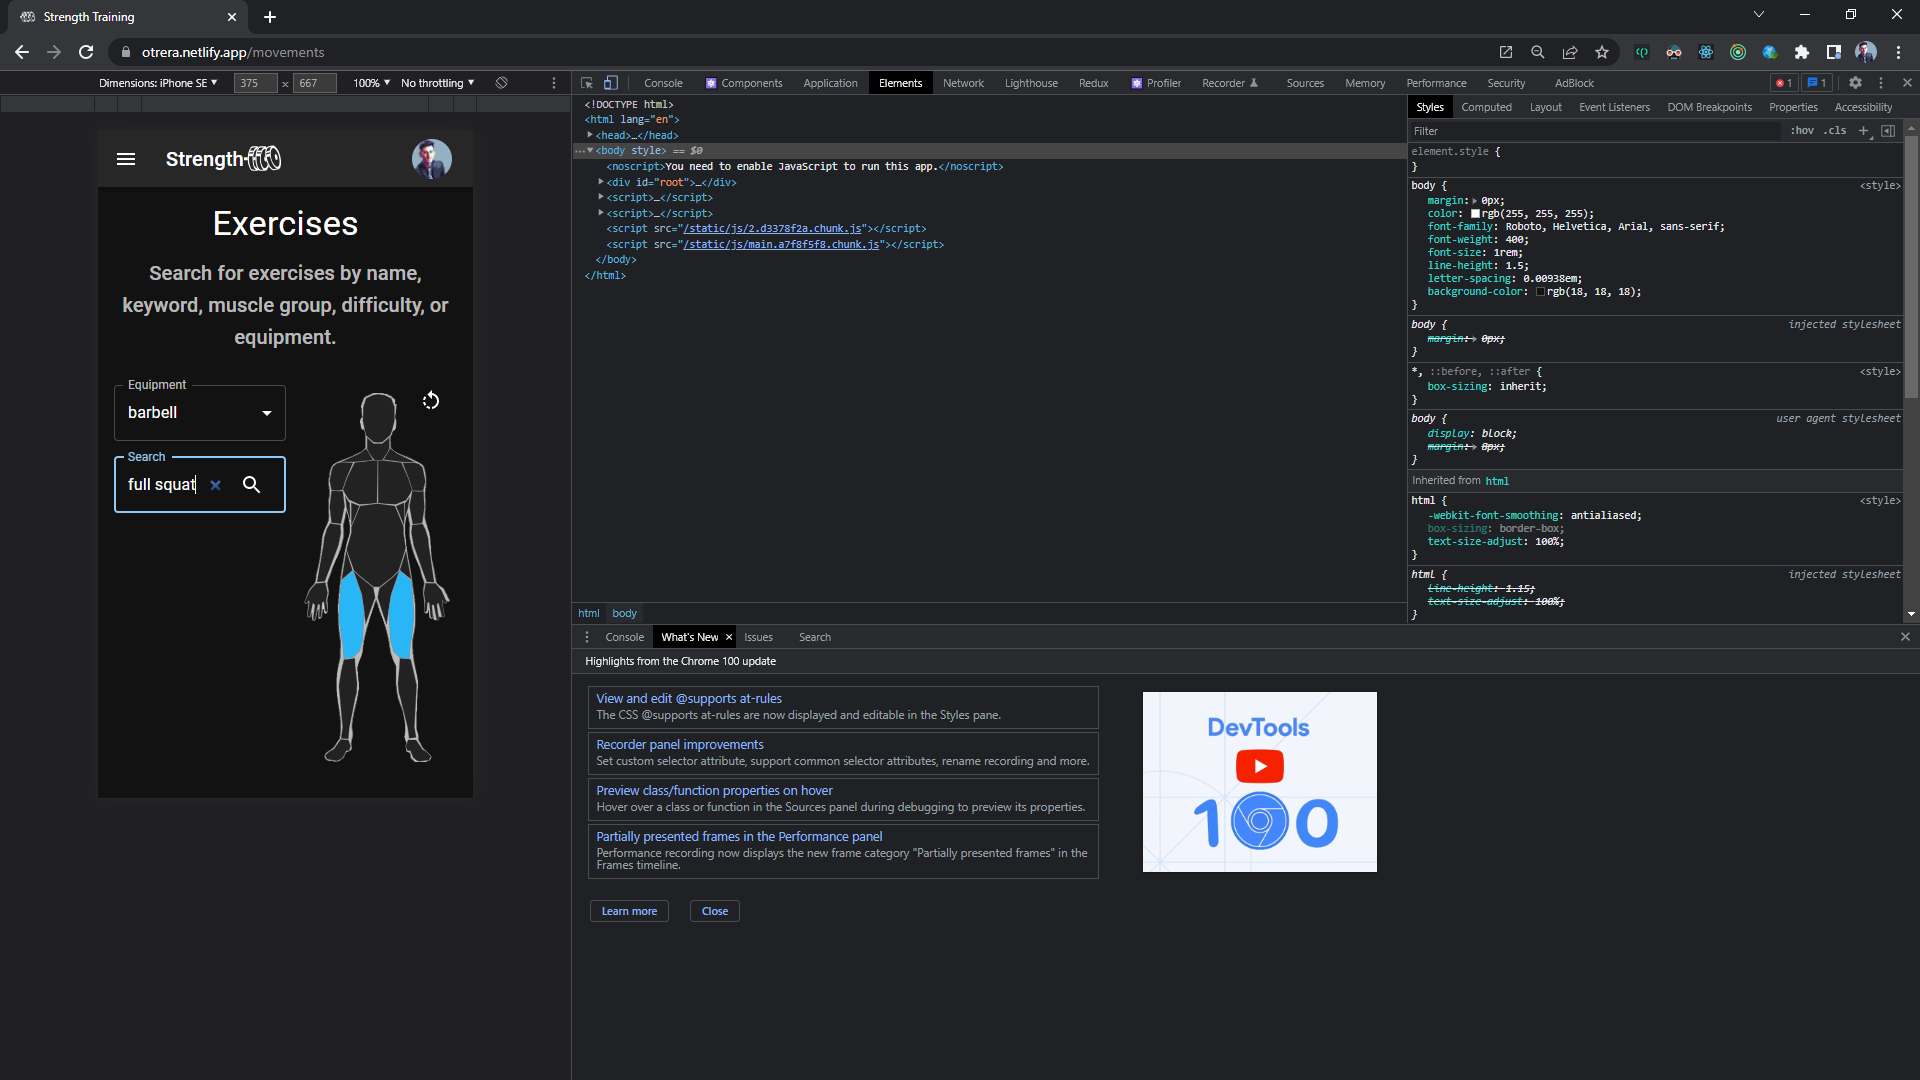 Strength Training
otrera.netlify.app/movements
Dimensions: iPhone SE ▼ 375 × 667 100% ▼ No throttling ▼
Console Components Application Elements Network Lighthouse Redux Profiler Recorder Sources Memory Performance Security AdBlock 1 1
Strength-
Exercises
Search for exercises by name,
keyword, muscle group, difficulty, or
equipment.
Equipment
barbell
Search
full squat
<!DOCTYPE html>
<html lang="en">
<head>…</head>
<body style> == $0
<noscript>You need to enable JavaScript to run this app.</noscript>
<div id="root">…</div>
<script>…</script>
<script>…</script>
<script src="/static/js/2.d3378f2a.chunk.js"></script>
<script src="/static/js/main.a7f8f5f8.chunk.js"></script>
</body>
</html>
html body
Styles Computed Layout Event Listeners DOM Breakpoints Properties Accessibility
Filter :hov .cls +
element.style {
}
body { <style>
margin: 0px;
color: rgb(255, 255, 255);
font-family: Roboto, Helvetica, Arial, sans-serif;
font-weight: 400;
font-size: 1rem;
line-height: 1.5;
letter-spacing: 0.00938em;
background-color: rgb(18, 18, 18);
}
body { injected stylesheet
margin: 0px;
}
*, ::before, ::after { <style>
box-sizing: inherit;
}
body { user agent stylesheet
display: block;
margin: 8px;
}
Inherited from html
html { <style>
-webkit-font-smoothing: antialiased;
box-sizing: border-box;
text-size-adjust: 100%;
}
html { injected stylesheet
line-height: 1.15;
text-size-adjust: 100%;
}
Console What's New × Issues Search
Highlights from the Chrome 100 update
View and edit @supports at-rules
The CSS @supports at-rules are now displayed and editable in the Styles pane.
Recorder panel improvements
Set custom selector attribute, support common selector attributes, rename recording and more.
Preview class/function properties on hover
Hover over a class or function in the Sources panel during debugging to preview its properties.
Partially presented frames in the Performance panel
Performance recording now displays the new frame category "Partially presented frames" in the
Frames timeline.
Learn more Close
DevTools
100